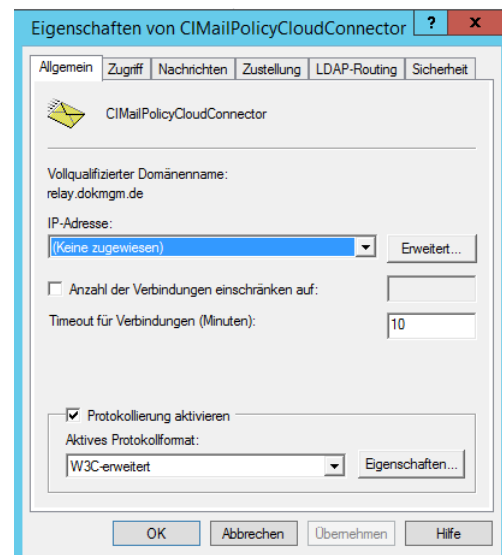 Eigenschaften von CIMailPolicyCloudConnector ? x
Allgemein Zugriff Nachrichten Zustellung LDAP-Routing Sicherheit
CIMailPolicyCloudConnector
Vollqualifizierter Domänenname:
relay.dokmgm.de
IP-Adresse:
(Keine zugewiesen) Erweitert...
Anzahl der Verbindungen einschränken auf:
Timeout für Verbindungen (Minuten): 10
Protokollierung aktivieren
Aktives Protokollformat:
W3C-erweitert Eigenschaften...
OK Abbrechen Übernehmen Hilfe